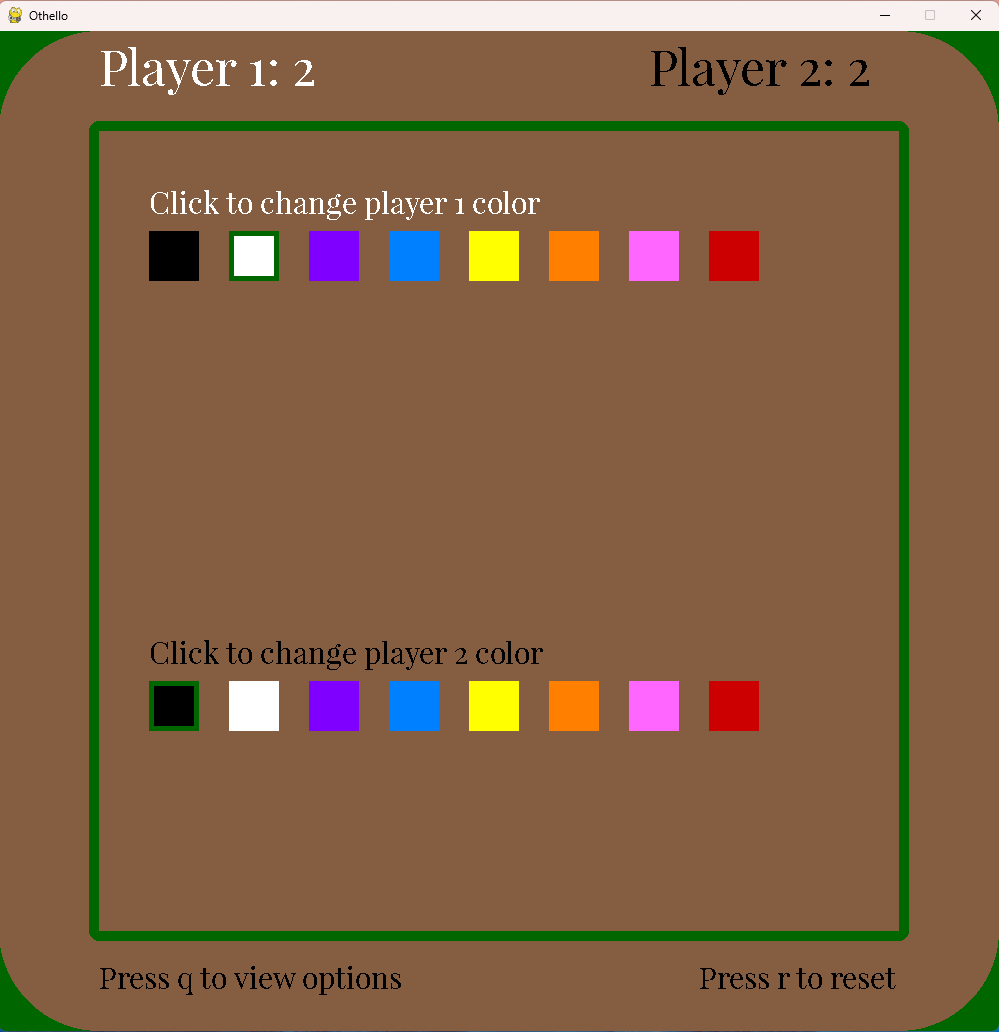 Othello
Player 1: 2
Player 2: 2
Click to change player 1 color
Click to change player 2 color
Press q to view options
Press r to reset